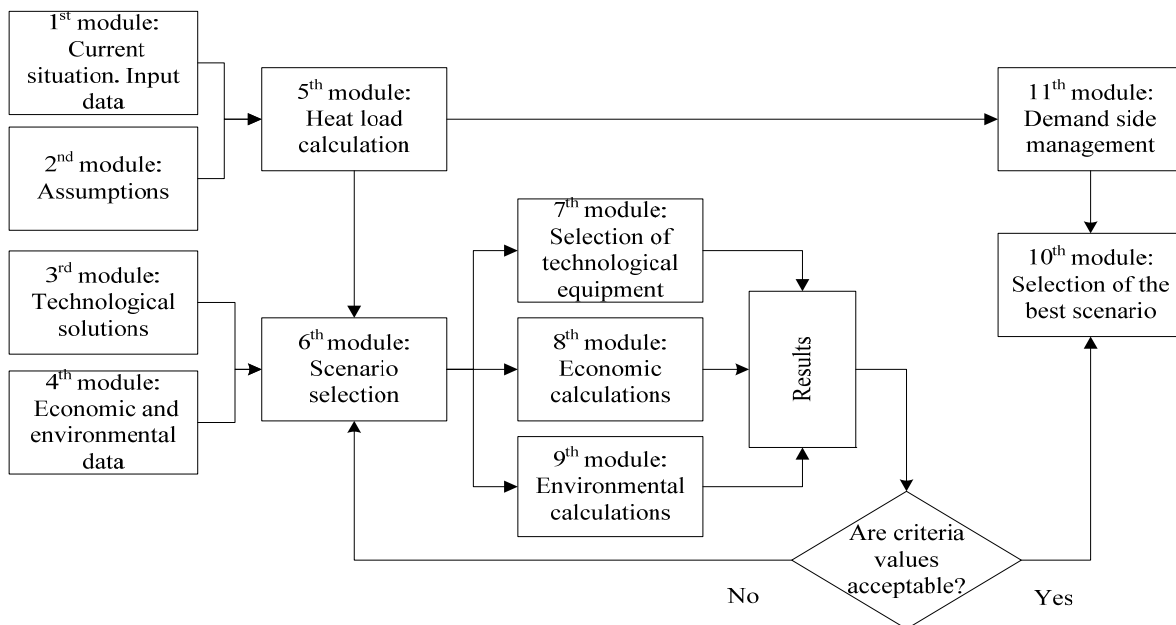 1st module:
Current
situation. Input
data
2nd module:
Assumptions
3rd module:
Technological
solutions
4th module:
Economic and
environmental
data
5th module:
Heat load
calculation
6th module:
Scenario
selection
7th module:
Selection of
technological
equipment
8th module:
Economic
calculations
9th module:
Environmental
calculations
Results
Are criteria
values
acceptable?
No
Yes
11th module:
Demand side
management
10th module:
Selection of the
best scenario